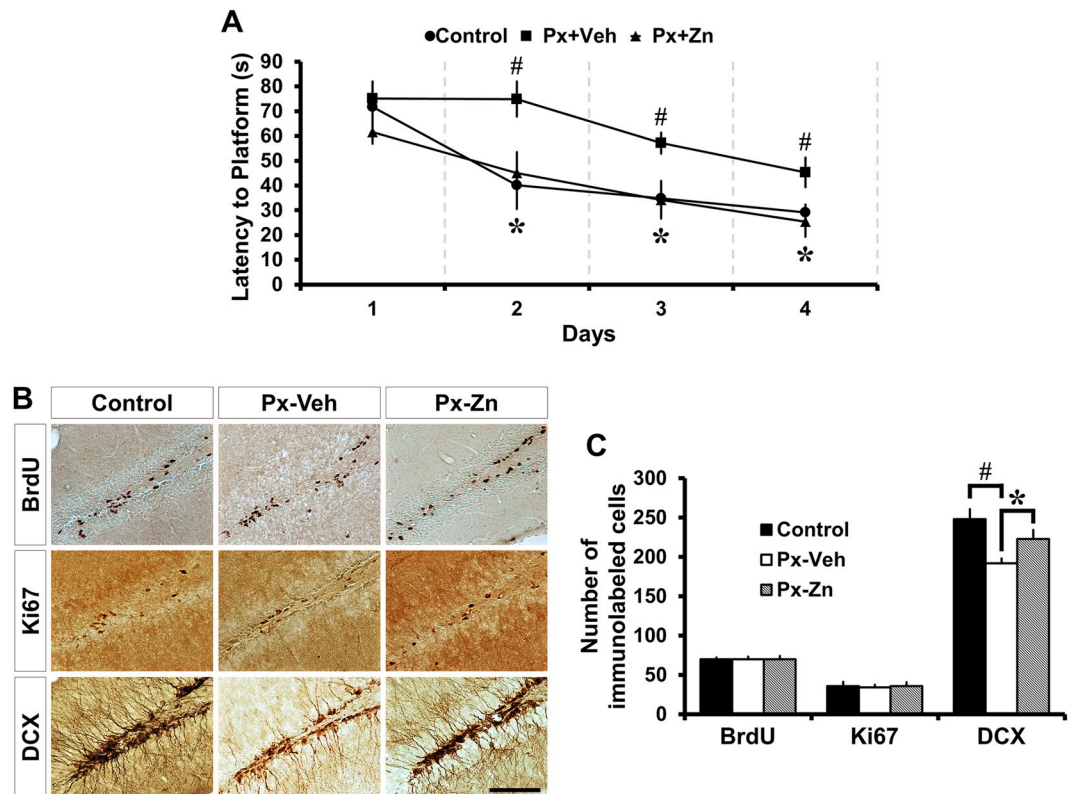 A
Control Px+Veh Px+Zn
Latency to Platform (s)
90
80
70
60
50
40
30
20
10
0
# # #
* * *
1 2 3 4
Days
B
Control Px-Veh Px-Zn
BrdU
Ki67
DCX
C
Number of
immunolabeled cells
300
250
200
150
100
50
0
Control
Px-Veh
Px-Zn
# *
BrdU Ki67 DCX